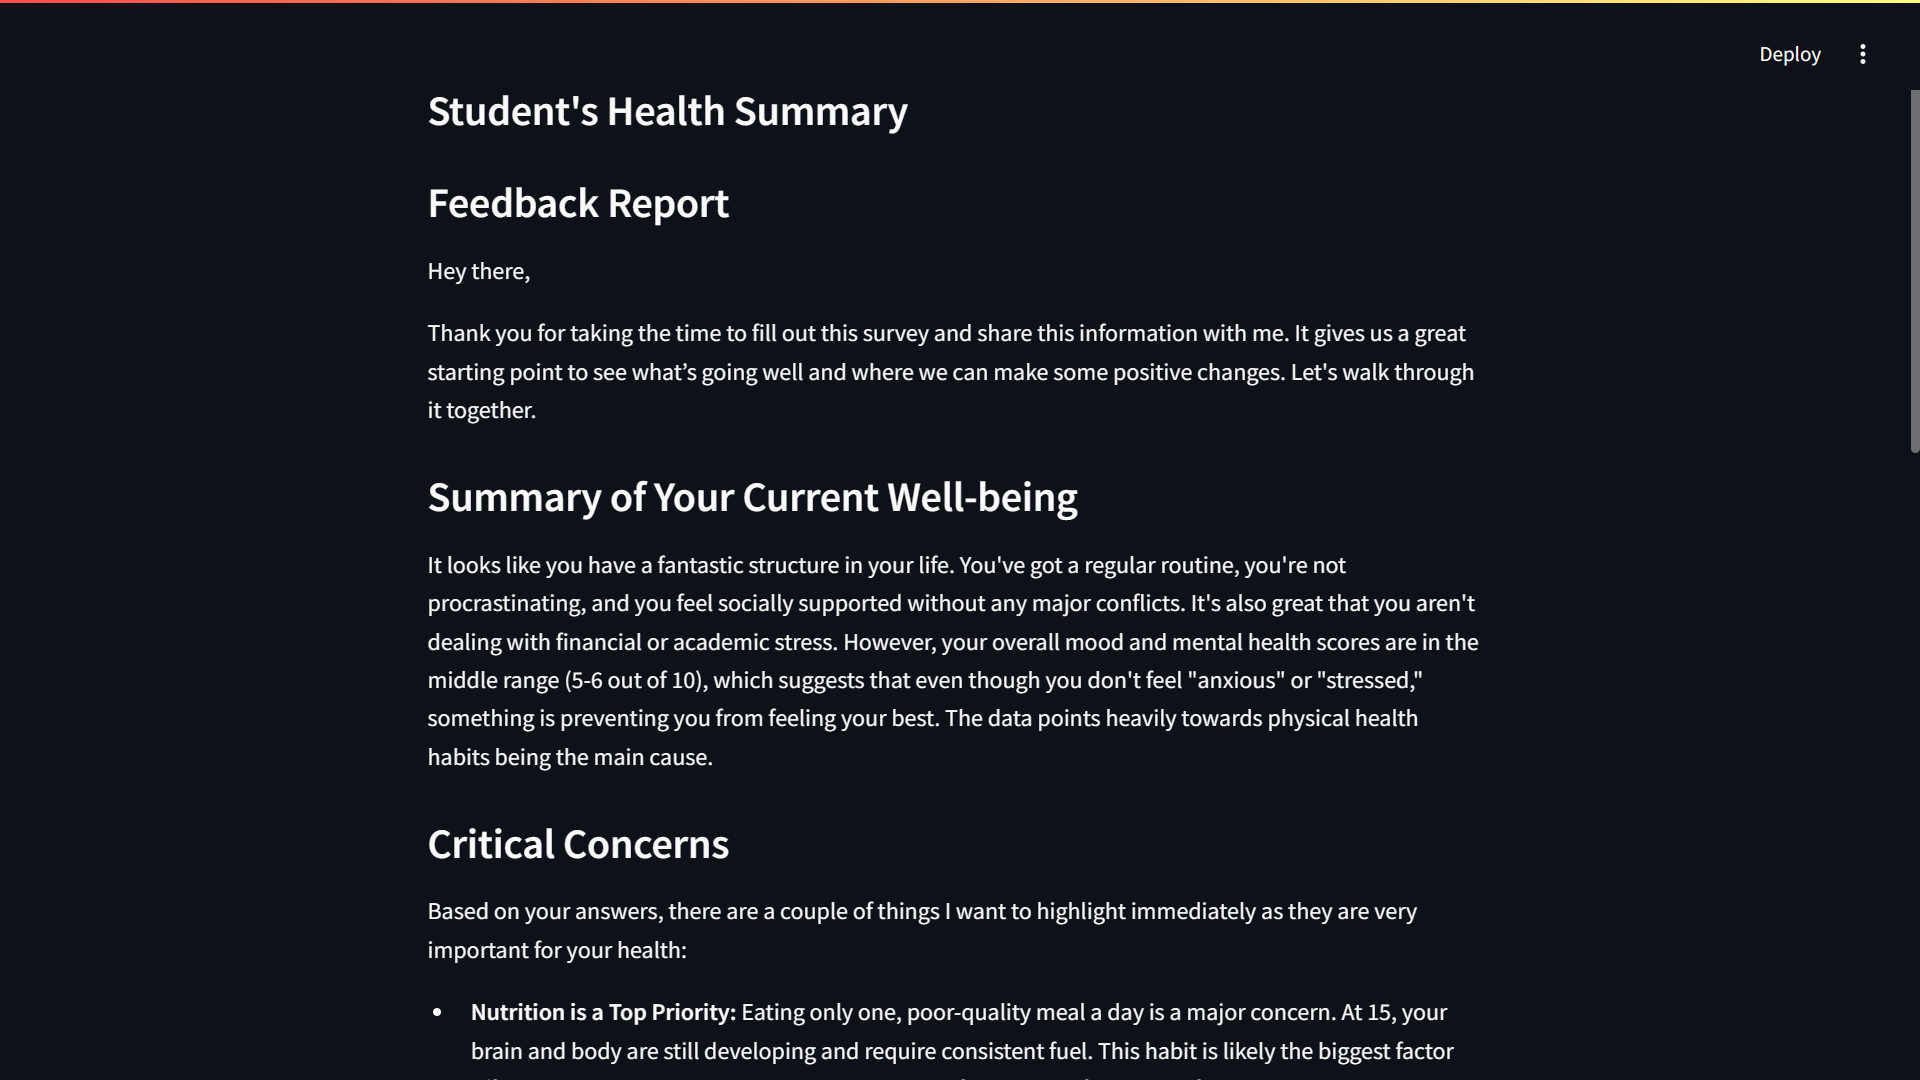 Deploy
Student's Health Summary
Feedback Report
Hey there,
Thank you for taking the time to fill out this survey and share this information with me. It gives us a great
starting point to see what’s going well and where we can make some positive changes. Let's walk through
it together.
Summary of Your Current Well-being
It looks like you have a fantastic structure in your life. You've got a regular routine, you're not
procrastinating, and you feel socially supported without any major conflicts. It's also great that you aren't
dealing with financial or academic stress. However, your overall mood and mental health scores are in the
middle range (5-6 out of 10), which suggests that even though you don't feel "anxious" or "stressed,"
something is preventing you from feeling your best. The data points heavily towards physical health
habits being the main cause.
Critical Concerns
Based on your answers, there are a couple of things I want to highlight immediately as they are very
important for your health:
• Nutrition is a Top Priority: Eating only one, poor-quality meal a day is a major concern. At 15, your
brain and body are still developing and require consistent fuel. This habit is likely the biggest factor